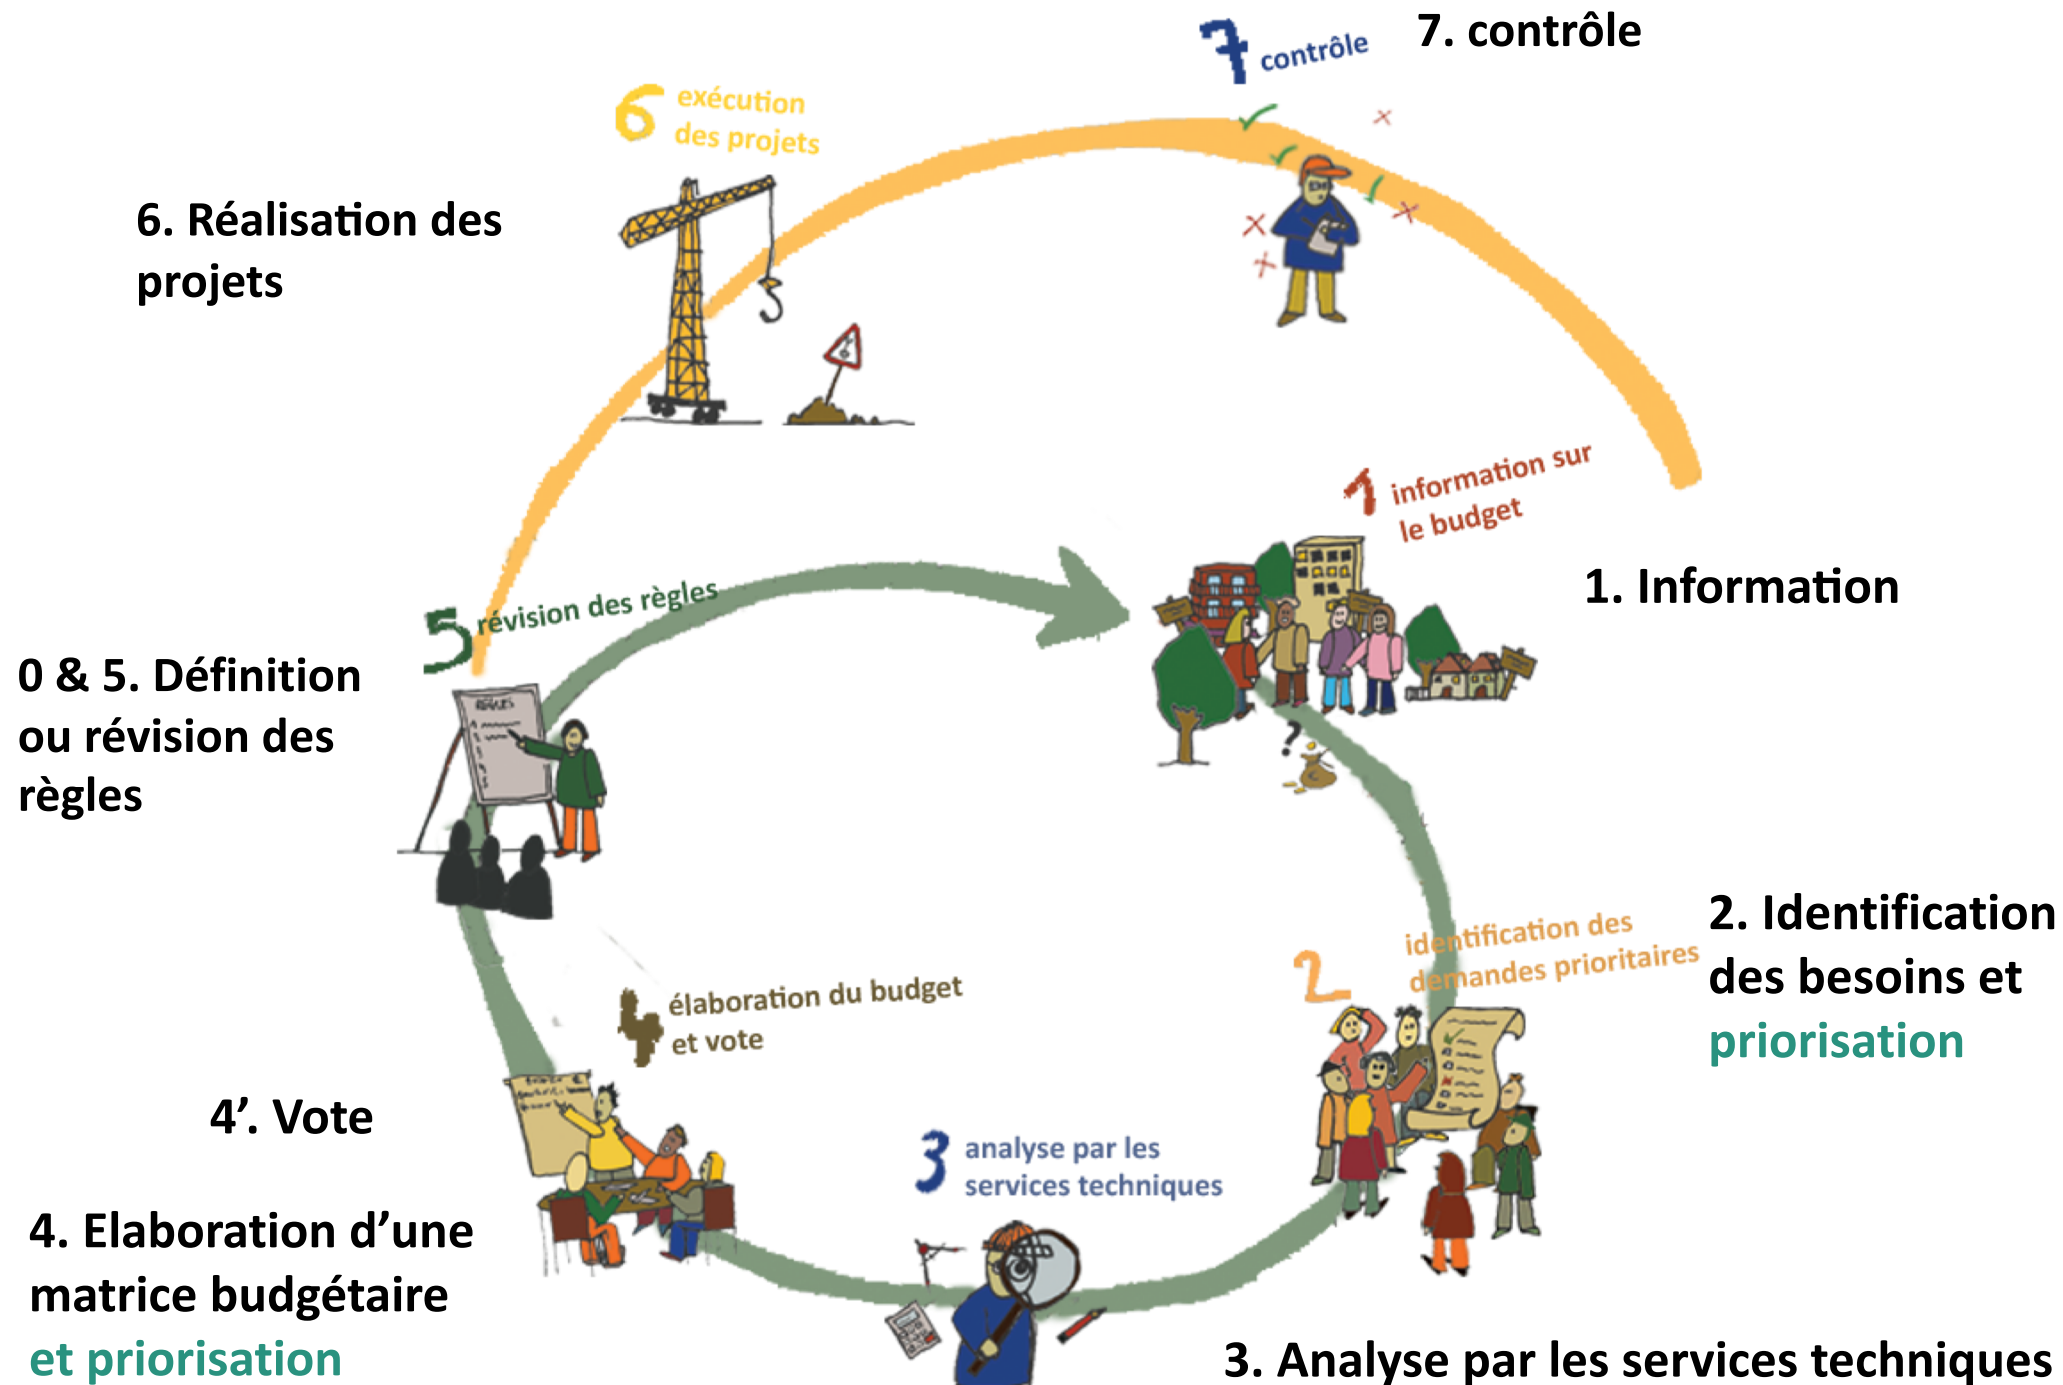 7 contrôle
7. contrôle
6 exécution
des projets
6. Réalisation des
projets
1 information sur
le budget
1. Information
5 révision des règles
0 & 5. Définition
ou révision des
règles
RÈGLES
?
2 identification des
demandes prioritaires
2. Identification
des besoins et
priorisation
4 élaboration du budget
et vote
4’. Vote
3 analyse par les
services techniques
4. Elaboration d’une
matrice budgétaire
et priorisation
3. Analyse par les services techniques